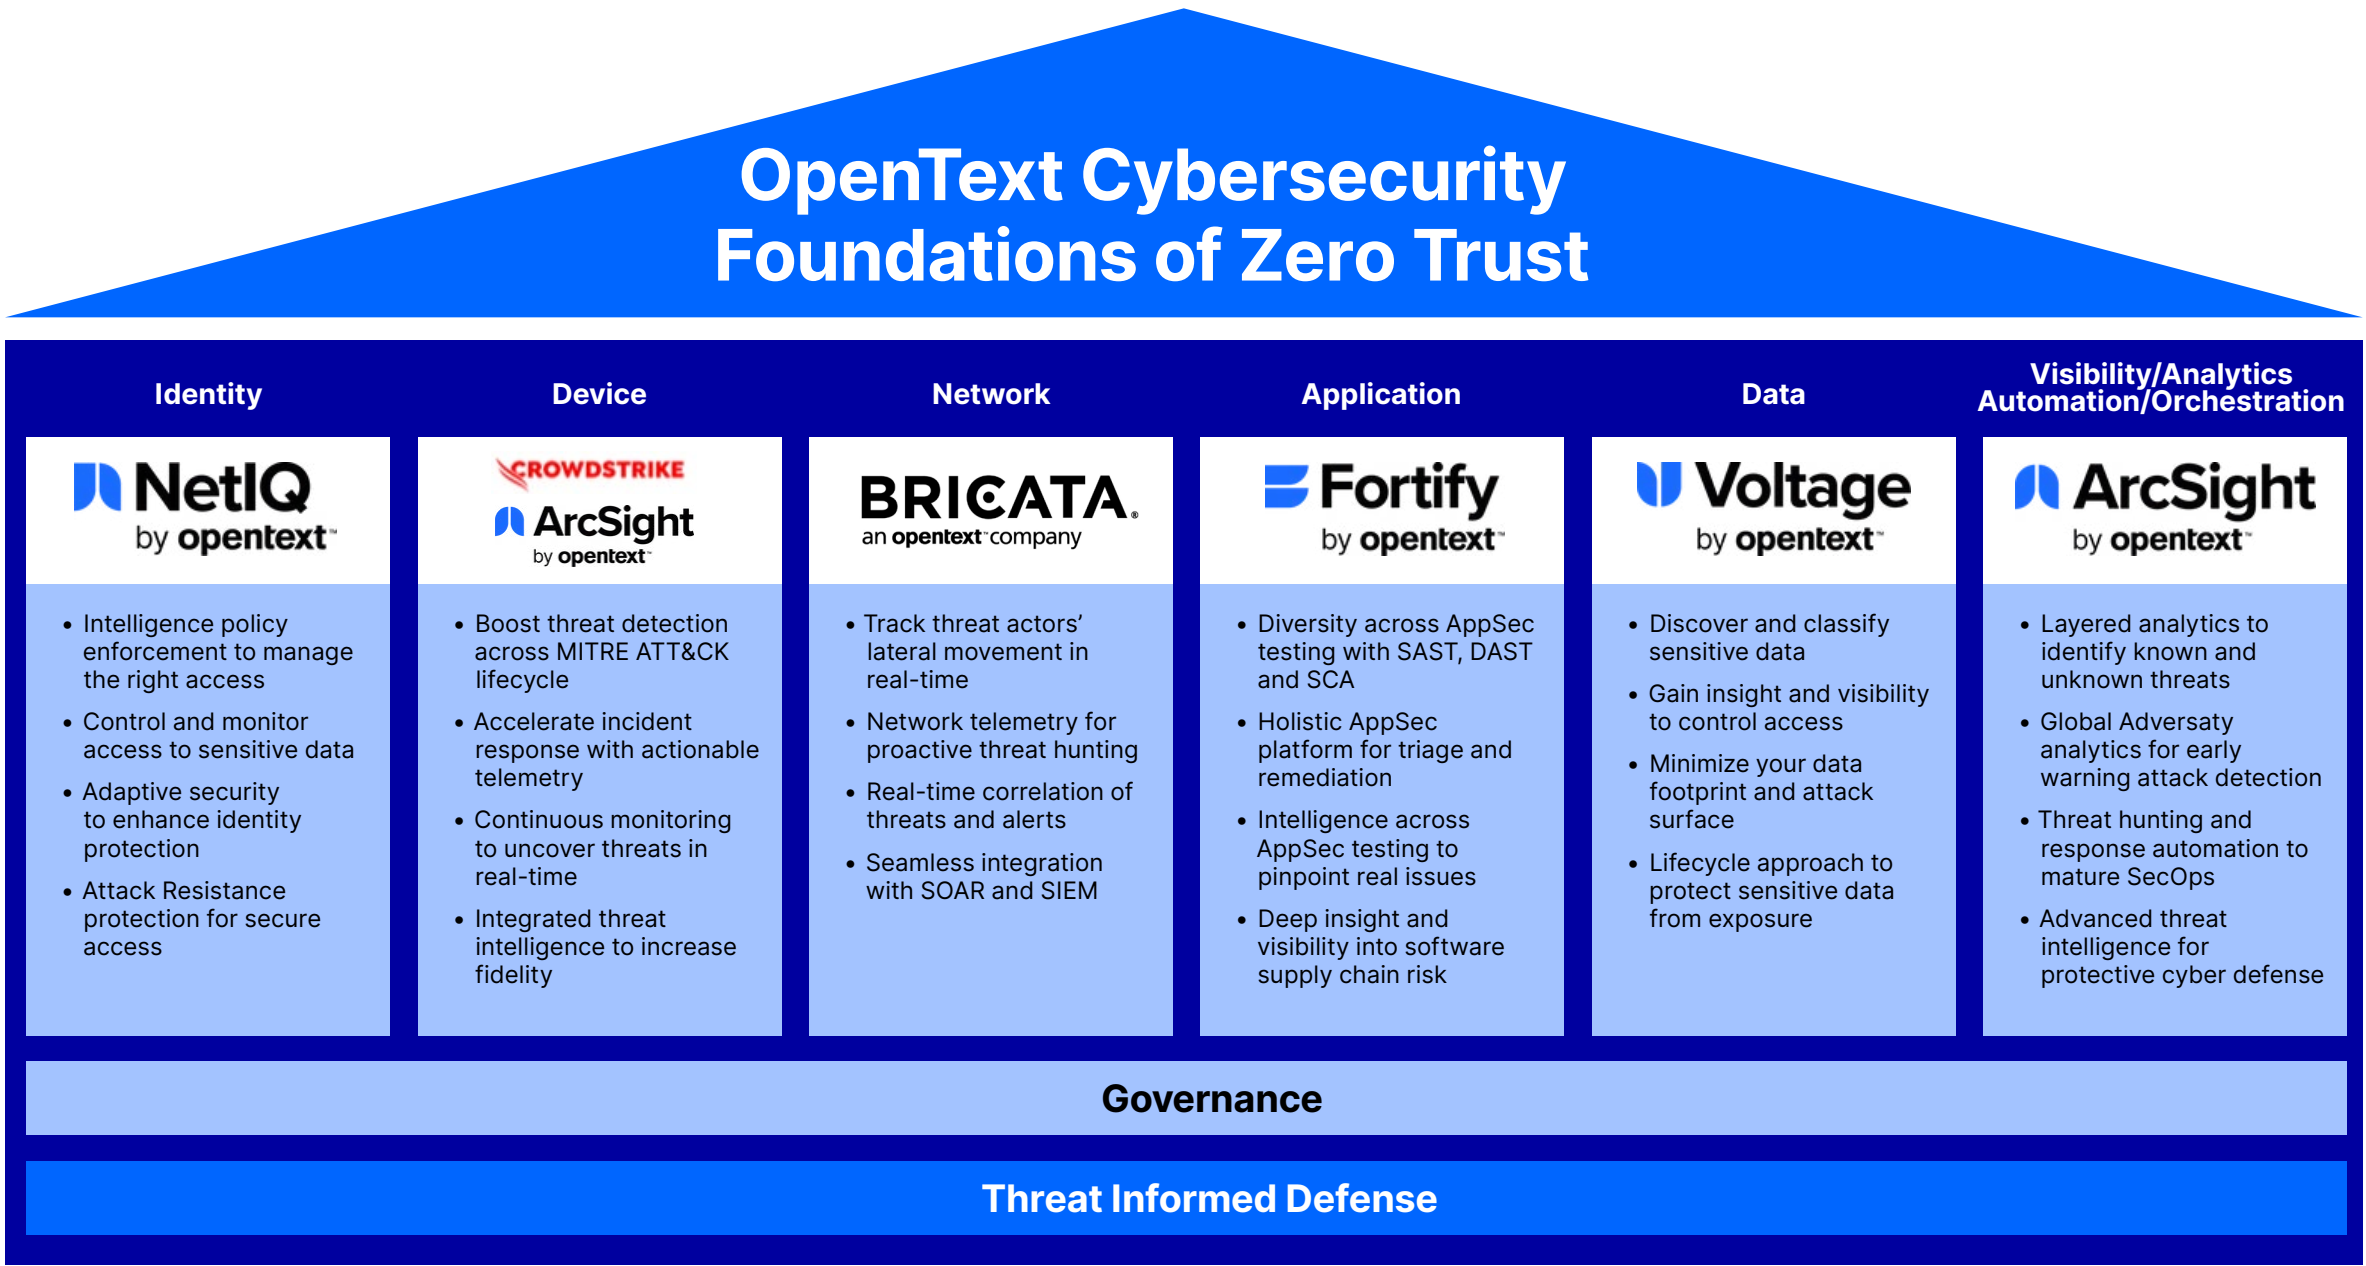 OpenText Cybersecurity
Foundations of Zero Trust
Identity
NetIQ
by opentext™
• Intelligence policy
enforcement to manage
the right access
• Control and monitor
access to sensitive data
• Adaptive security
to enhance identity
protection
• Attack Resistance
protection for secure
access
Device
CROWDSTRIKE
ArcSight
by opentext™
• Boost threat detection
across MITRE ATT&CK
lifecycle
• Accelerate incident
response with actionable
telemetry
• Continuous monitoring
to uncover threats in
real-time
• Integrated threat
intelligence to increase
fidelity
Network
BRICATA®
an opentext™ company
• Track threat actors’
lateral movement in
real-time
• Network telemetry for
proactive threat hunting
• Real-time correlation of
threats and alerts
• Seamless integration
with SOAR and SIEM
Application
Fortify
by opentext™
• Diversity across AppSec
testing with SAST, DAST
and SCA
• Holistic AppSec
platform for triage and
remediation
• Intelligence across
AppSec testing to
pinpoint real issues
• Deep insight and
visibility into software
supply chain risk
Data
Voltage
by opentext™
• Discover and classify
sensitive data
• Gain insight and visibility
to control access
• Minimize your data
footprint and attack
surface
• Lifecycle approach to
protect sensitive data
from exposure
Visibility/Analytics
Automation/Orchestration
ArcSight
by opentext™
• Layered analytics to
identify known and
unknown threats
• Global Adversaty
analytics for early
warning attack detection
• Threat hunting and
response automation to
mature SecOps
• Advanced threat
intelligence for
protective cyber defense
Governance
Threat Informed Defense